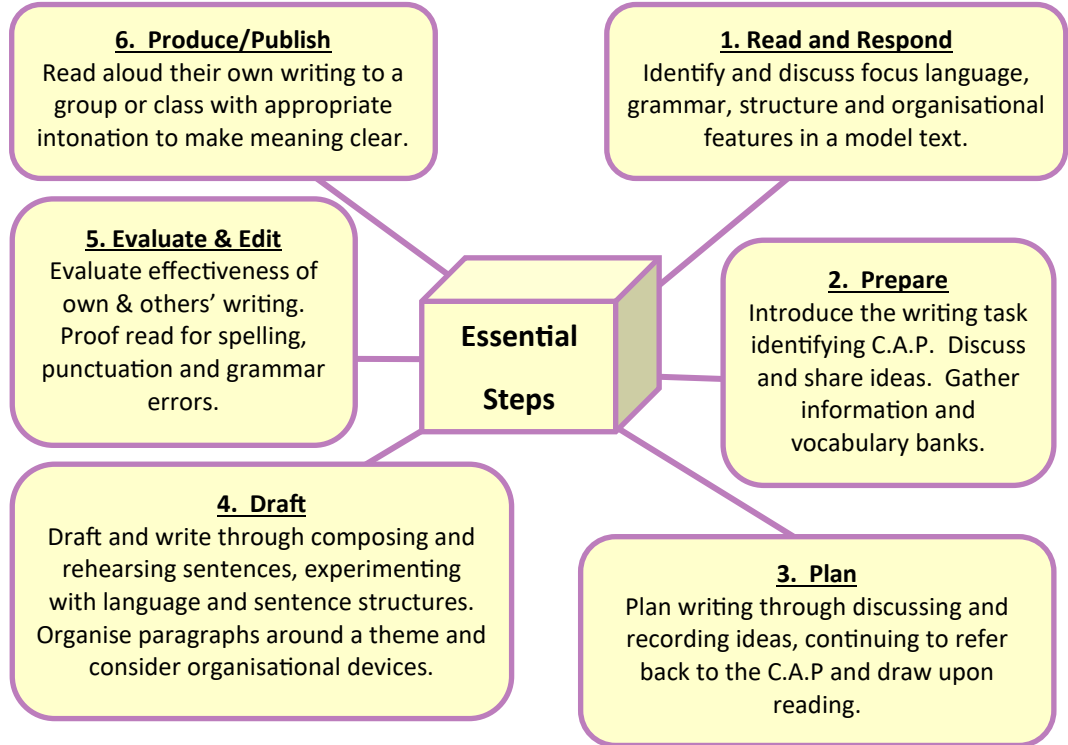 6. Produce/Publish
Read aloud their own writing to a
group or class with appropriate
intonation to make meaning clear.
1. Read and Respond
Identify and discuss focus language,
grammar, structure and organisational
features in a model text.
5. Evaluate & Edit
Evaluate effectiveness of
own & others’ writing.
Proof read for spelling,
punctuation and grammar
errors.
Essential
Steps
2. Prepare
Introduce the writing task
identifying C.A.P. Discuss
and share ideas. Gather
information and
vocabulary banks.
4. Draft
Draft and write through composing and
rehearsing sentences, experimenting
with language and sentence structures.
Organise paragraphs around a theme and
consider organisational devices.
3. Plan
Plan writing through discussing and
recording ideas, continuing to refer
back to the C.A.P and draw upon
reading.